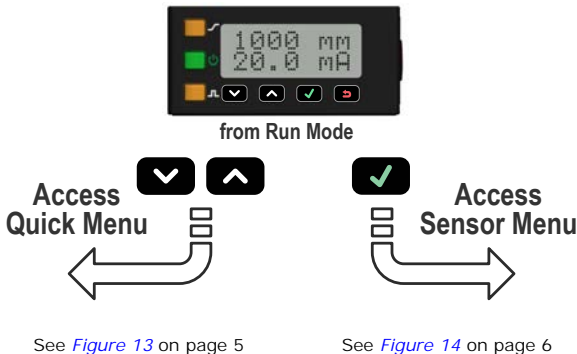 1000 mm
20.0 mA
from Run Mode
Access
Quick Menu
Access
Sensor Menu
See Figure 13 on page 5
See Figure 14 on page 6